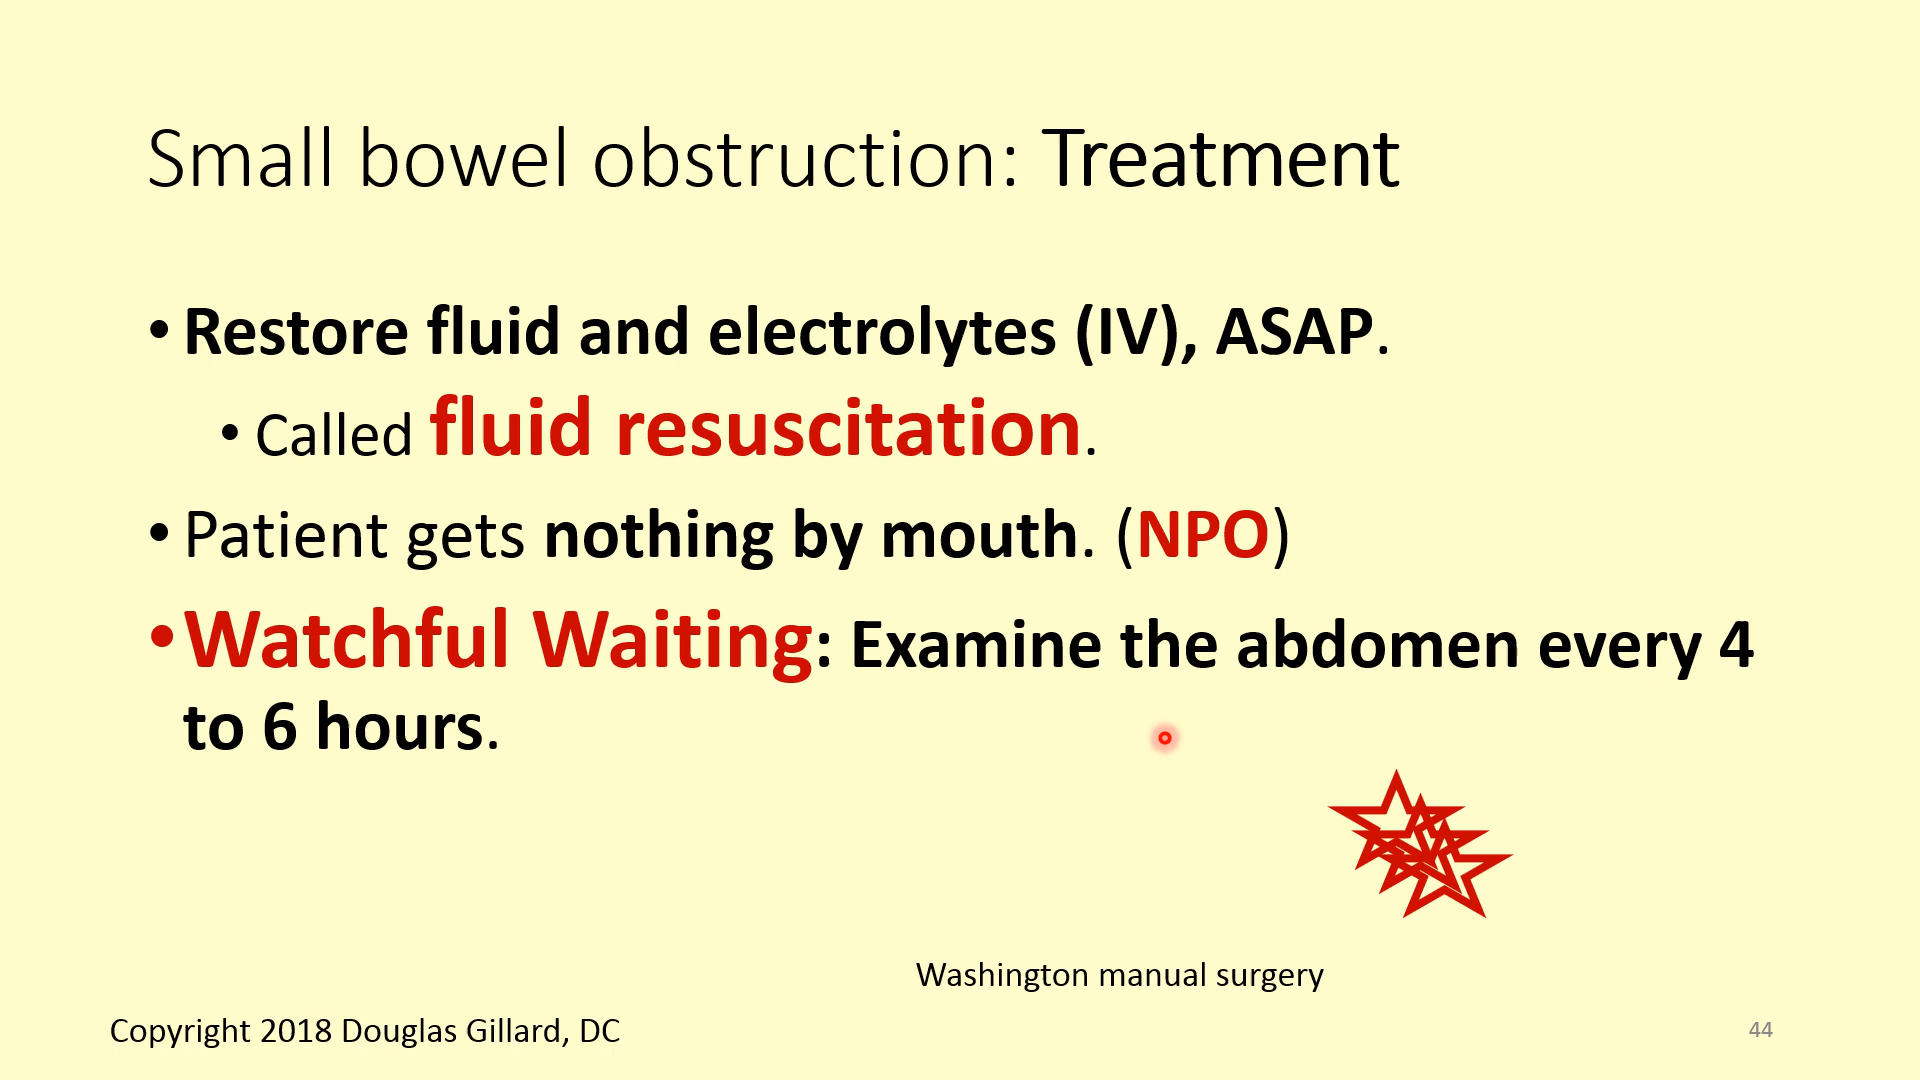 Small bowel obstruction: Treatment
• Restore fluid and electrolytes (IV), ASAP.
• Called fluid resuscitation.
• Patient gets nothing by mouth. (NPO)
• Watchful Waiting: Examine the abdomen every 4
to 6 hours.
Washington manual surgery
Copyright 2018 Douglas Gillard, DC
44